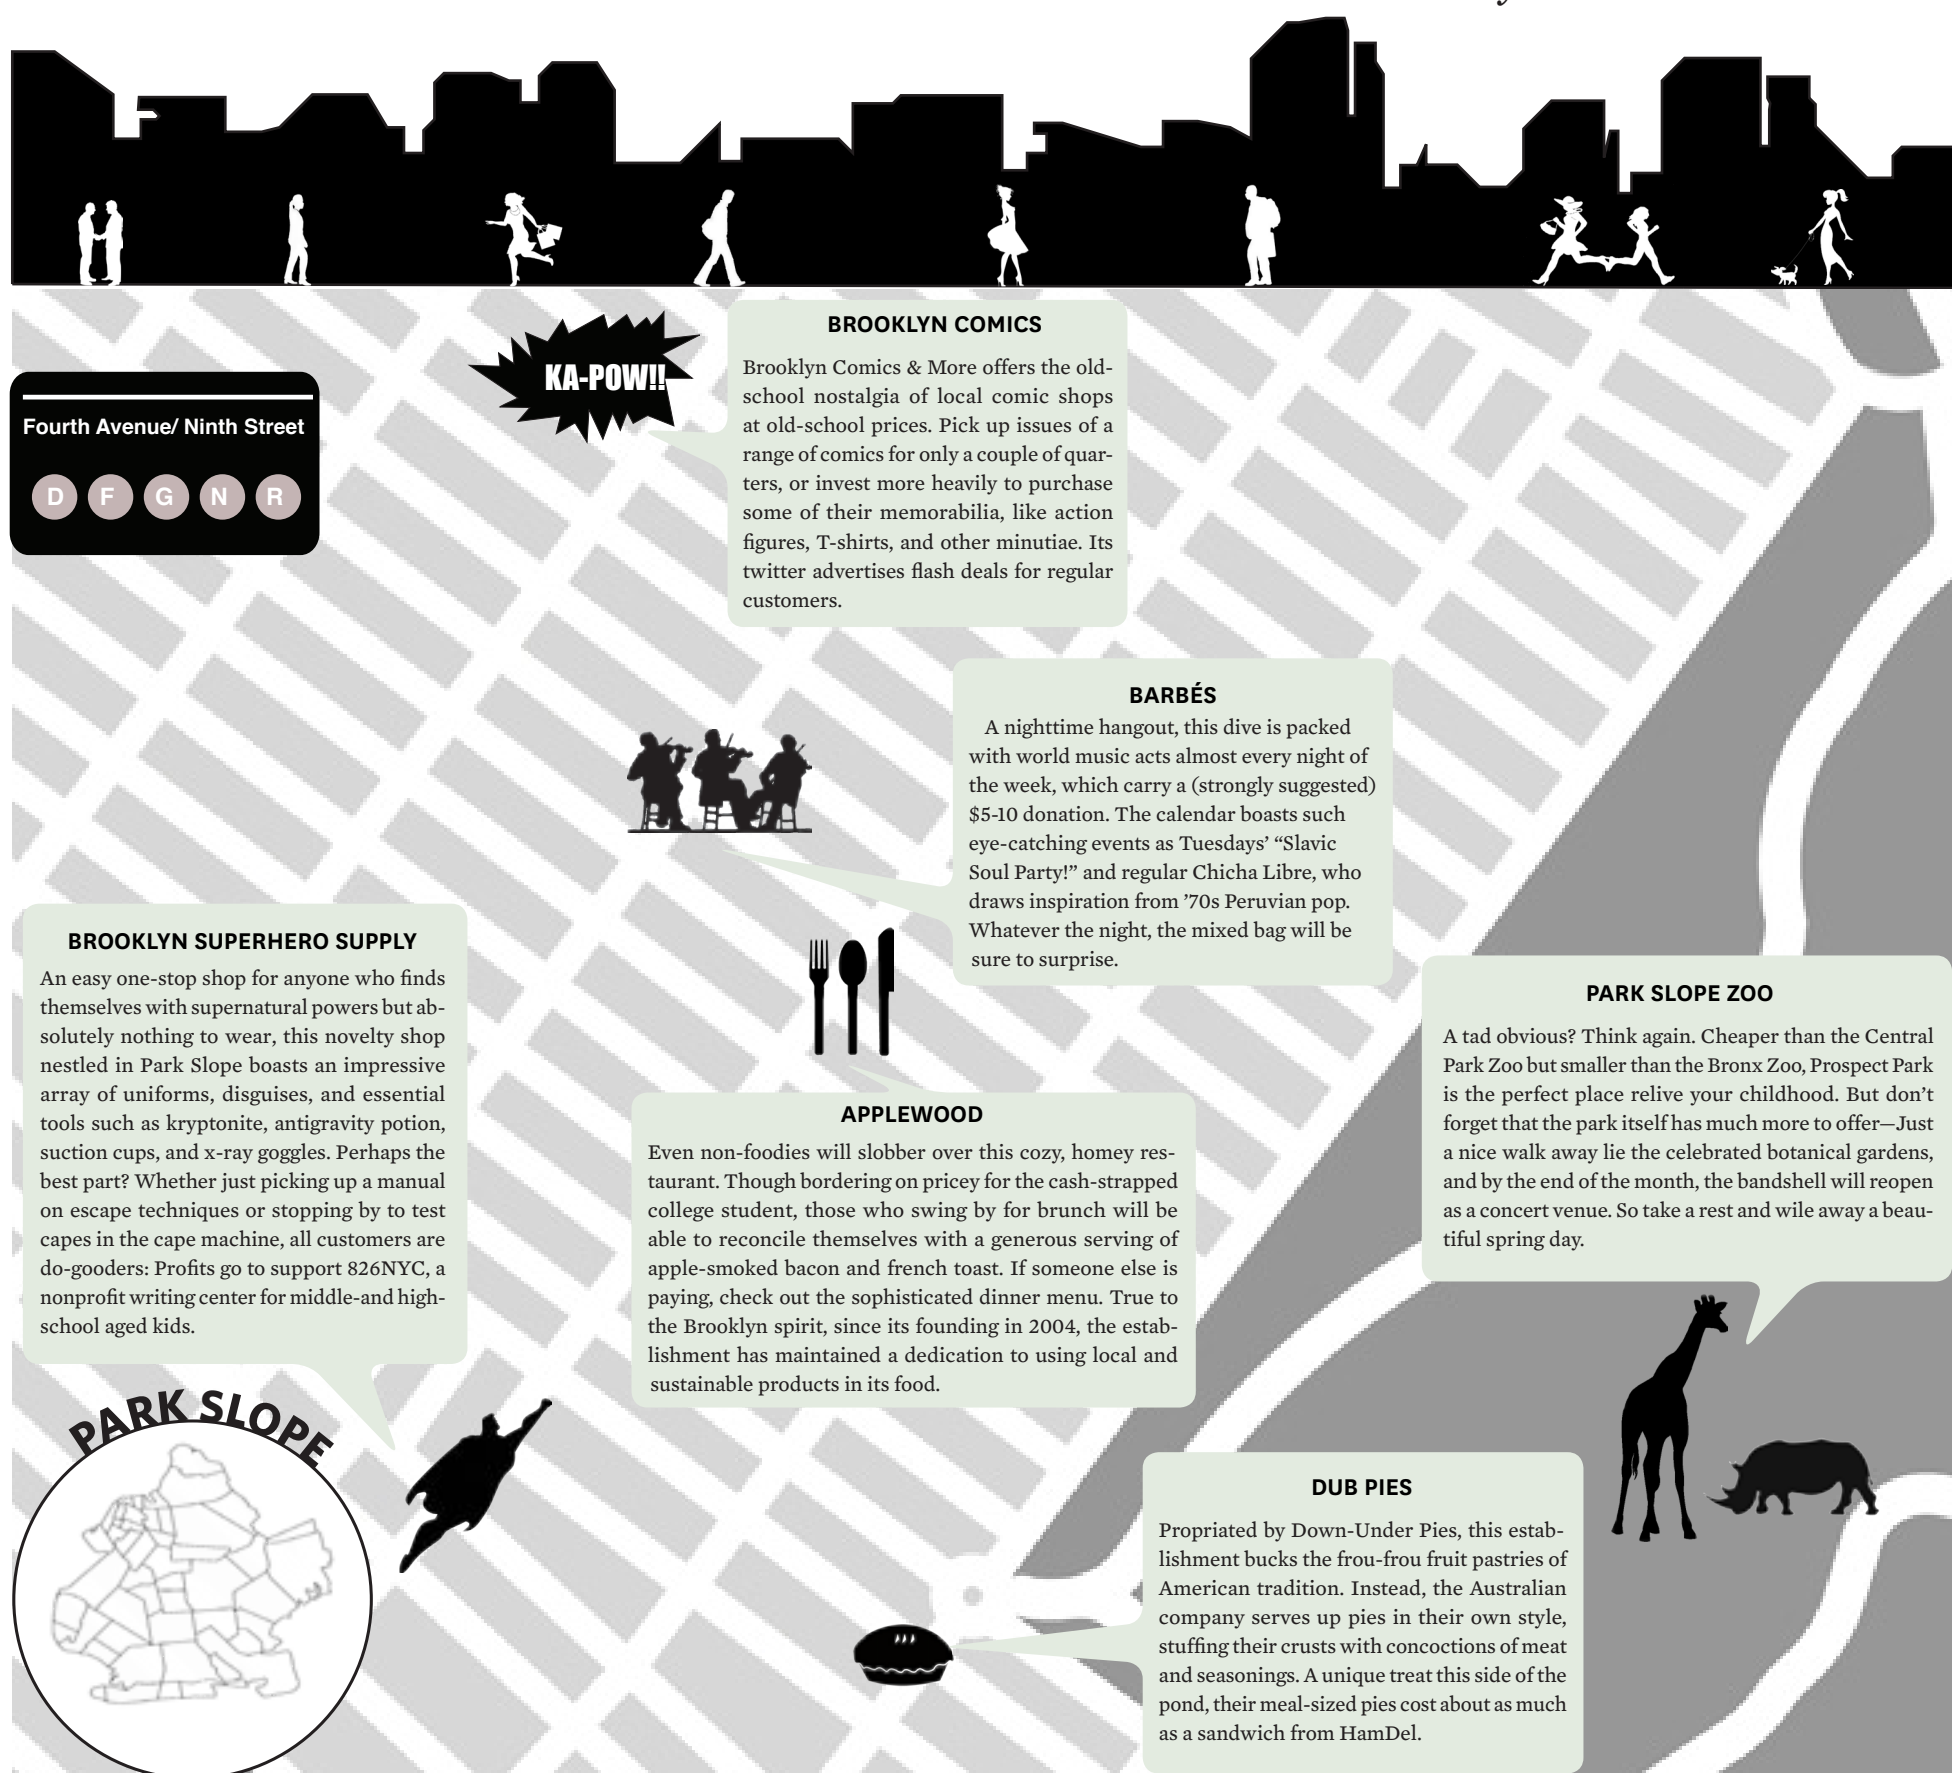 KA-POW!!
BROOKLYN COMICS
Brooklyn Comics & More offers the old-
school nostalgia of local comic shops
at old-school prices. Pick up issues of a
range of comics for only a couple of quar-
ters, or invest more heavily to purchase
some of their memorabilia, like action
figures, T-shirts, and other minutiae. Its
twitter advertises flash deals for regular
customers.
Fourth Avenue/ Ninth Street
D F G N R
BARBÉS
A nighttime hangout, this dive is packed
with world music acts almost every night of
the week, which carry a (strongly suggested)
$5-10 donation. The calendar boasts such
eye-catching events as Tuesdays’ “Slavic
Soul Party!” and regular Chicha Libre, who
draws inspiration from ’70s Peruvian pop.
Whatever the night, the mixed bag will be
sure to surprise.
BROOKLYN SUPERHERO SUPPLY
An easy one-stop shop for anyone who finds
themselves with supernatural powers but ab-
solutely nothing to wear, this novelty shop
nestled in Park Slope boasts an impressive
array of uniforms, disguises, and essential
tools such as kryptonite, antigravity potion,
suction cups, and x-ray goggles. Perhaps the
best part? Whether just picking up a manual
on escape techniques or stopping by to test
capes in the cape machine, all customers are
do-gooders: Profits go to support 826NYC, a
nonprofit writing center for middle-and high-
school aged kids.
PARK SLOPE ZOO
A tad obvious? Think again. Cheaper than the Central
Park Zoo but smaller than the Bronx Zoo, Prospect Park
is the perfect place relive your childhood. But don’t
forget that the park itself has much more to offer—Just
a nice walk away lie the celebrated botanical gardens,
and by the end of the month, the bandshell will reopen
as a concert venue. So take a rest and wile away a beau-
tiful spring day.
APPLEWOOD
Even non-foodies will slobber over this cozy, homey res-
taurant. Though bordering on pricey for the cash-strapped
college student, those who swing by for brunch will be
able to reconcile themselves with a generous serving of
apple-smoked bacon and french toast. If someone else is
paying, check out the sophisticated dinner menu. True to
the Brooklyn spirit, since its founding in 2004, the estab-
lishment has maintained a dedication to using local and
sustainable products in its food.
PARK SLOPE
DUB PIES
Propriated by Down-Under Pies, this estab-
lishment bucks the frou-frou fruit pastries of
American tradition. Instead, the Australian
company serves up pies in their own style,
stuffing their crusts with concoctions of meat
and seasonings. A unique treat this side of the
pond, their meal-sized pies cost about as much
as a sandwich from HamDel.